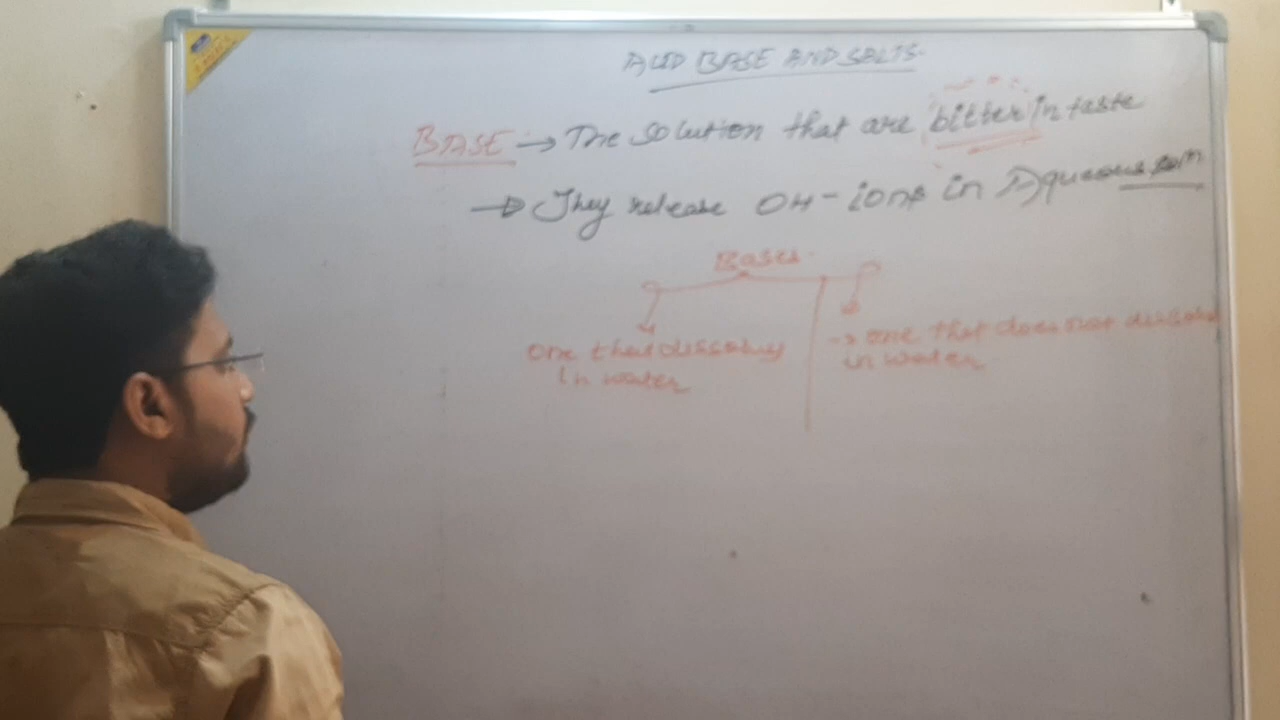 ACID BASE AND SALTS
BASE → The solution that are bitter in taste
→ They release OH- ions in Aqueous soln
Bases
one that dissolves
in water
→ one that does not dissolve
in water